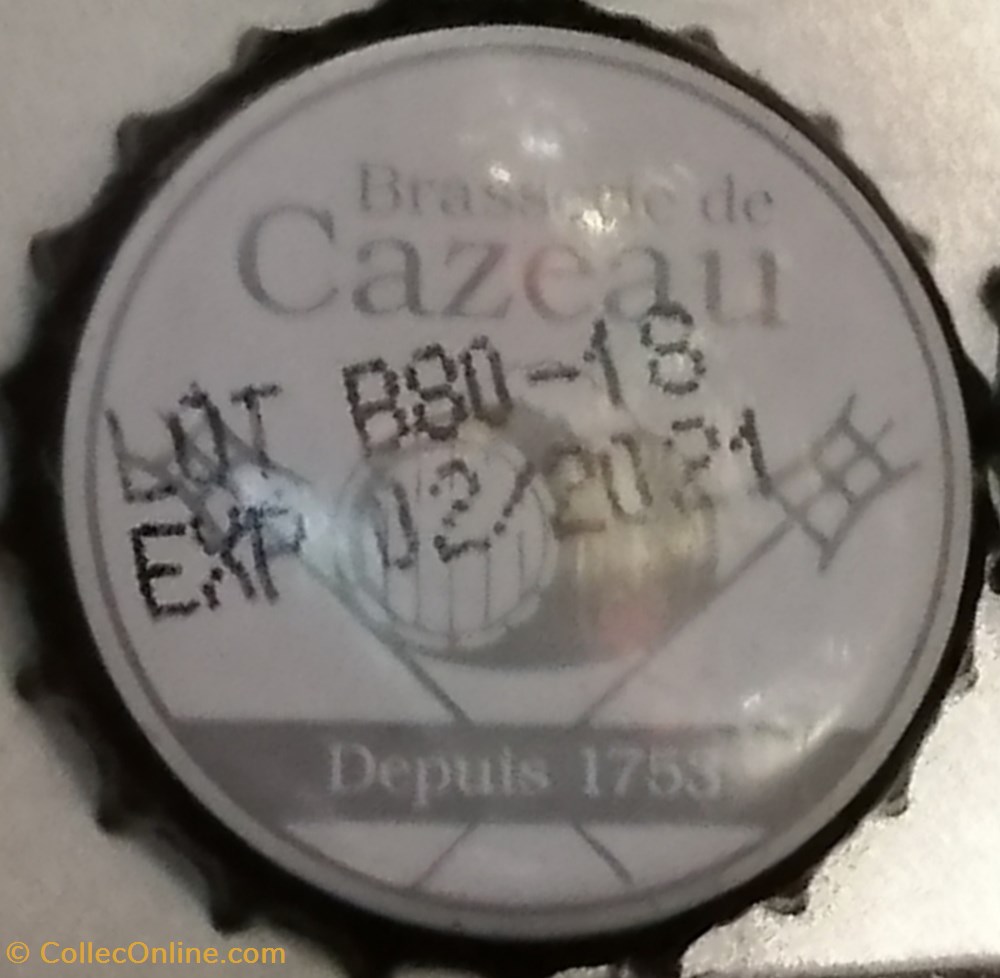 Brasserie de
Cazeau
LOT B80-18
EXP 02/2021
Depuis 1753
© CollecOnline.com